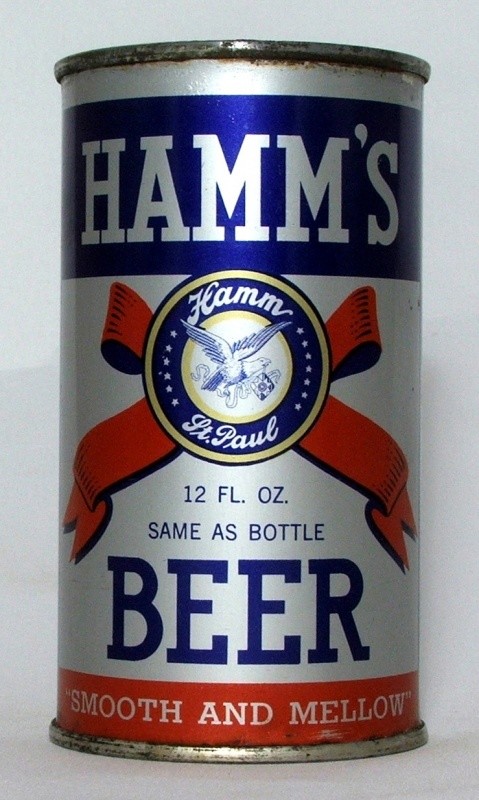 HAMM'S
Hamm
St. Paul
12 FL. OZ.
SAME AS BOTTLE
BEER
"SMOOTH AND MELLOW"